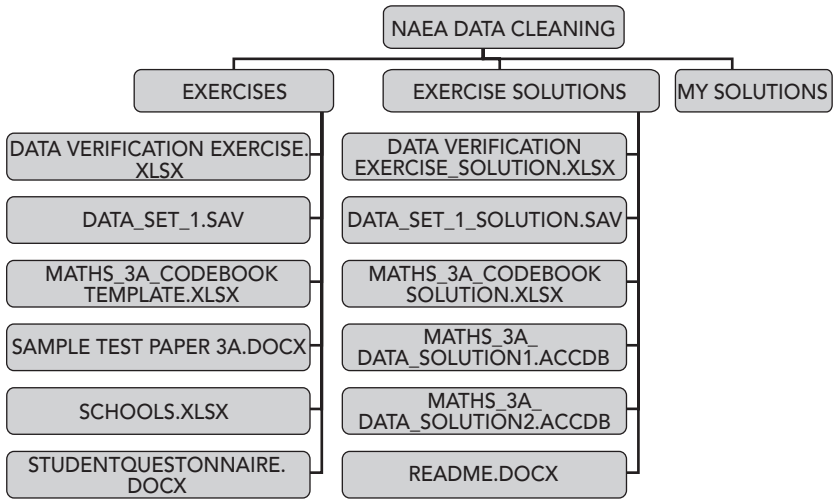 NAEA DATA CLEANING
EXERCISES
EXERCISE SOLUTIONS
MY SOLUTIONS
DATA VERIFICATION EXERCISE.
XLSX
DATA_SET_1.SAV
MATHS_3A_CODEBOOK
TEMPLATE.XLSX
SAMPLE TEST PAPER 3A.DOCX
SCHOOLS.XLSX
STUDENTQUESTONNAIRE.
DOCX
DATA VERIFICATION
EXERCISE_SOLUTION.XLSX
DATA_SET_1_SOLUTION.SAV
MATHS_3A_CODEBOOK
SOLUTION.XLSX
MATHS_3A_
DATA_SOLUTION1.ACCDB
MATHS_3A_
DATA_SOLUTION2.ACCDB
README.DOCX